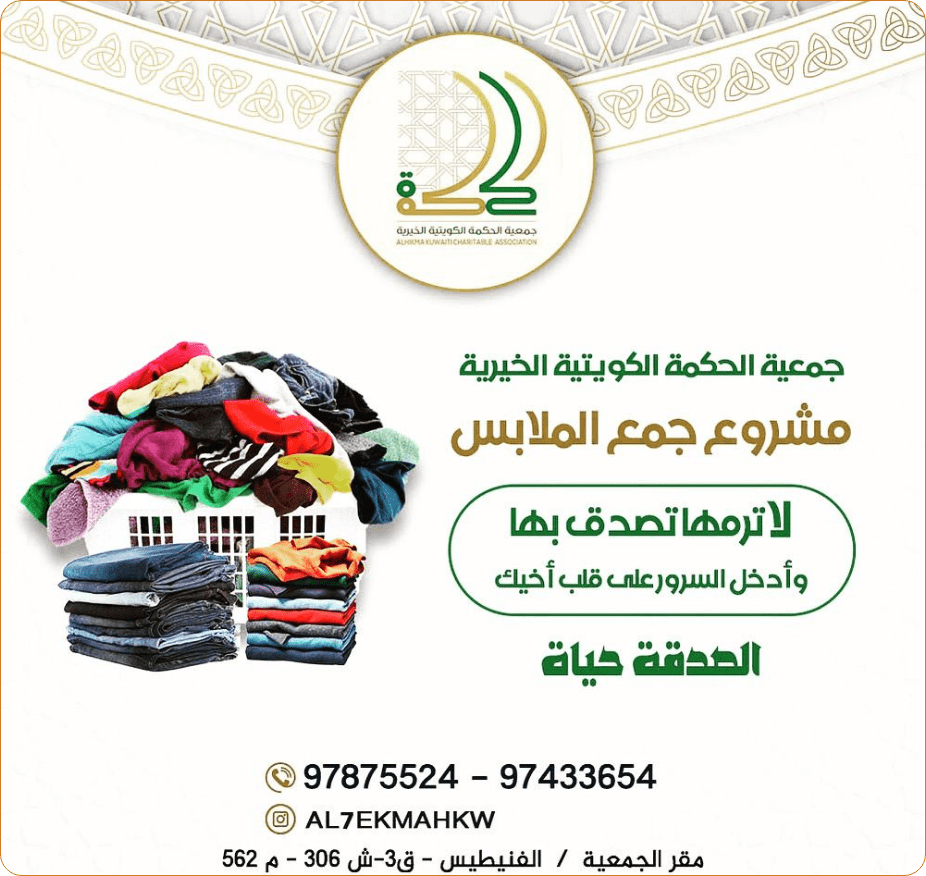 الحكمة
جمعية الحكمة الكويتية الخيرية
ALHIKMA KUWAITI CHARITABLE ASSOCIATION
جمعية الحكمة الكويتية الخيرية
مشروع جمع الملابس
لا ترمها تصدق بها
وأدخل السرور على قلب أخيك
الصدقة حياة
97875524 - 97433654
AL7EKMAHKW
مقر الجمعية / الفنيطيس - ق3-ش 306 - م 562